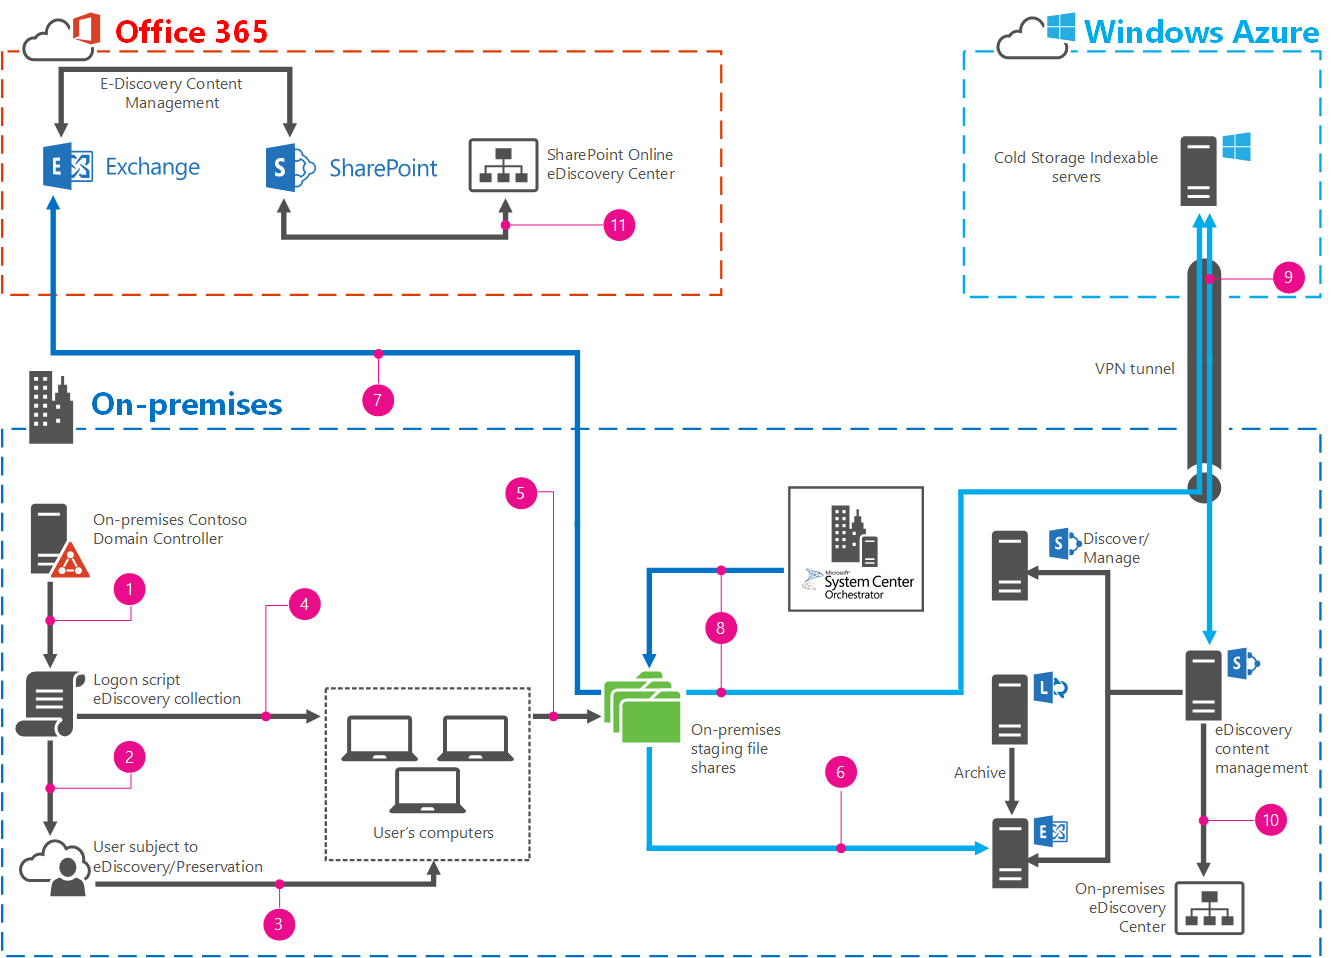 Office 365
Windows Azure
E-Discovery Content
Management
E
Exchange
S
SharePoint
SharePoint Online
eDiscovery Center
11
Cold Storage Indexable
servers
9
VPN tunnel
7
On-premises
5
On-premises Contoso
Domain Controller
1
4
Microsoft®
System Center
Orchestrator
8
S
Discover/
Manage
Logon script
eDiscovery collection
2
User's computers
On-premises
staging file
shares
6
L
Archive
E
S
eDiscovery
content
management
10
User subject to
eDiscovery/Preservation
3
On-premises
eDiscovery
Center